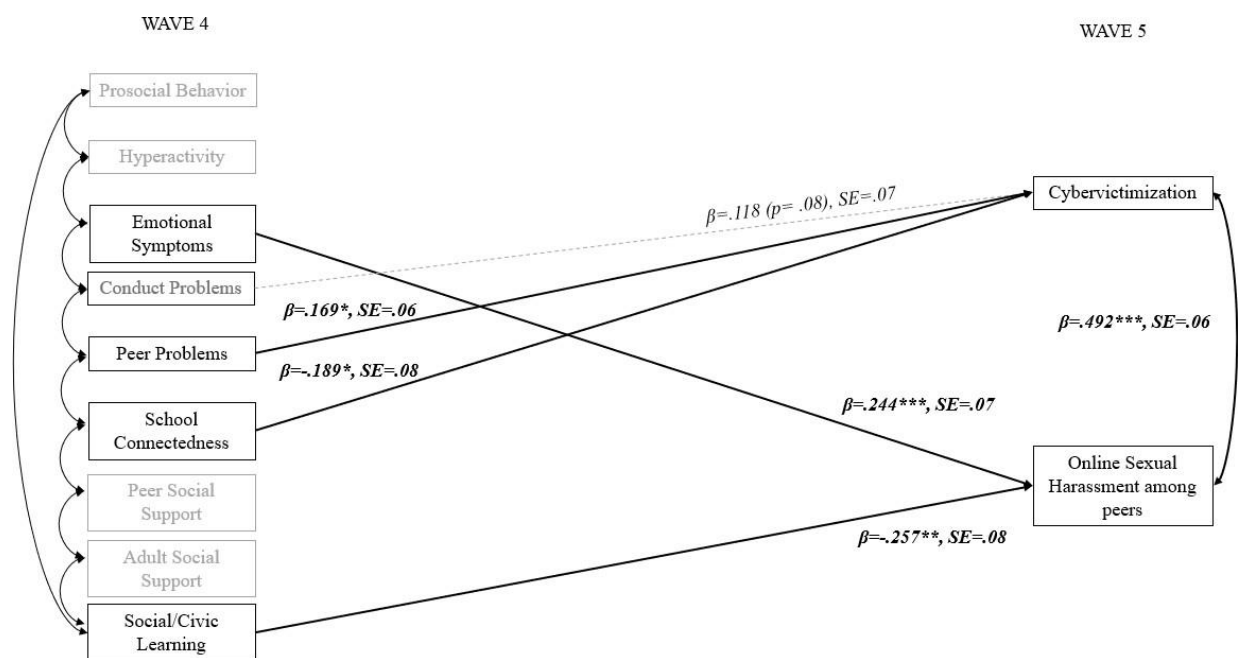 WAVE 4
WAVE 5
Prosocial Behavior
Hyperactivity
Emotional
Symptoms
Conduct Problems
Peer Problems
School
Connectedness
Peer Social
Support
Adult Social
Support
Social/Civic
Learning
β=.118 (p= .08), SE=.07
β=.169*, SE=.06
β=-.189*, SE=.08
β=.244***, SE=.07
β=-.257**, SE=.08
Cybervictimization
β=.492***, SE=.06
Online Sexual
Harassment among
peers